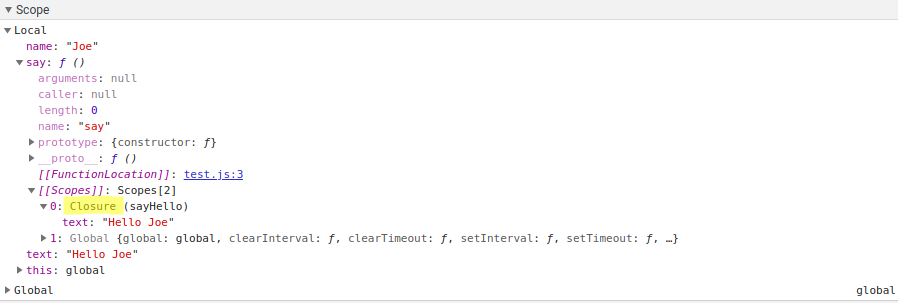 Scope
Local
name: "Joe"
say: ƒ ()
arguments: null
caller: null
length: 0
name: "say"
prototype: {constructor: ƒ}
__proto__: ƒ ()
[[FunctionLocation]]: test.js:3
[[Scopes]]: Scopes[2]
0: Closure (sayHello)
text: "Hello Joe"
1: Global {global: global, clearInterval: ƒ, clearTimeout: ƒ, setInterval: ƒ, setTimeout: ƒ, …}
text: "Hello Joe"
this: global
Global global